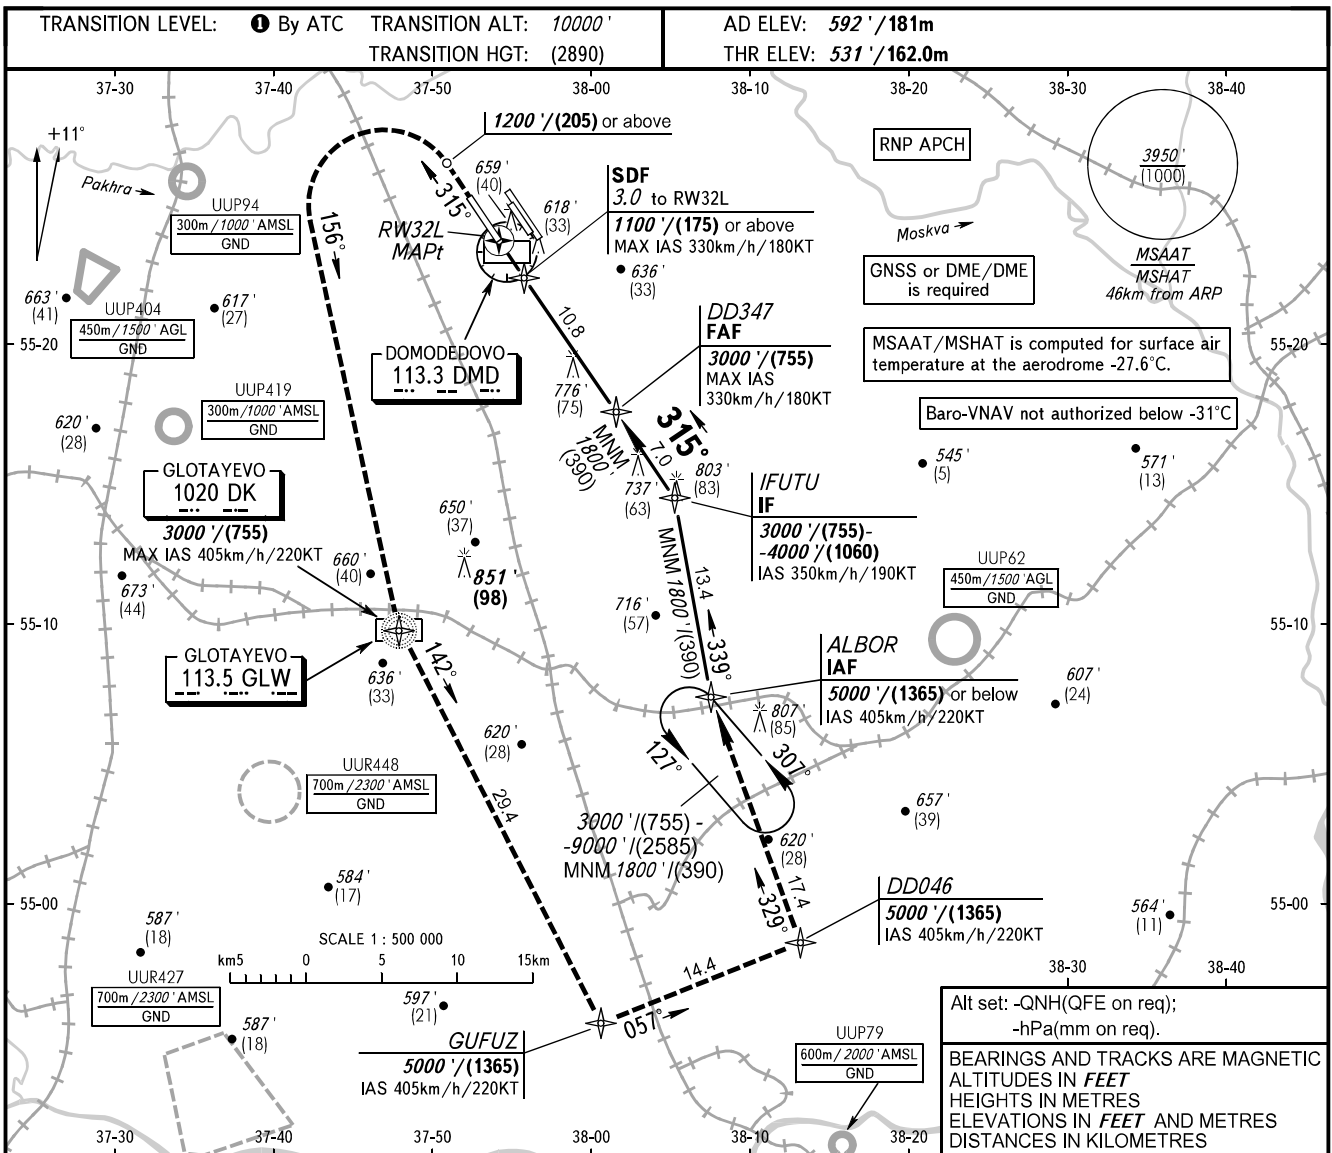 TRANSITION LEVEL: ❶ By ATC TRANSITION ALT: 10000 '
TRANSITION HGT: (2890)
AD ELEV: 592 '/181m
THR ELEV: 531 '/162.0m
37-30 37-40 37-50 38-00 38-10 38-20 38-30 38-40
+11°
Pakhra
1200 '/(205) or above
RNP APCH
3950 '
(1000)
MSAAT
MSHAT
46km from ARP
UUP94
300m/1000 'AMSL
GND
156°
315°
659 '
(40)
618 '
(33)
SDF
3.0 to RW32L
1100 '/(175) or above
MAX IAS 330km/h/180KT
RW32L
MAPt
Moskva
636 '
(33)
GNSS or DME/DME
is required
663 '
(41)
UUP404
450m/1500 'AGL
GND
617 '
(27)
10.8
DD347
FAF
3000 '/(755)
MAX IAS
330km/h/180KT
MSAAT/MSHAT is computed for surface air
temperature at the aerodrome -27.6°C.
55-20
55-20
DOMODEDOVO
113.3 DMD
776 '
(75)
UUP419
300m/1000 'AMSL
GND
Baro-VNAV not authorized below -31°C
620 '
(28)
315°
MNM
1800 '
(390)
7.0
737 '
(63)
803 '
(83)
545 '
(5)
571 '
(13)
GLOTAYEVO
1020 DK
3000 '/(755)
MAX IAS 405km/h/220KT
650 '
(37)
IFUTU
IF
3000 '/(755)-
-4000 '/(1060)
IAS 350km/h/190KT
660 '
(40)
851 '
(98)
673 '
(44)
MNM 1800 '/(390)
13.4
339°
716 '
(57)
UUP62
450m/1500 'AGL
GND
55-10
55-10
GLOTAYEVO
113.5 GLW
142°
636 '
(33)
ALBOR
IAF
5000 '/(1365) or below
IAS 405km/h/220KT
607 '
(24)
807 '
(85)
620 '
(28)
127°
307°
UUR448
700m/2300 'AMSL
GND
29.4
3000 '/(755) -
-9000 '/(2585)
MNM 1800 '/(390)
620 '
(28)
657 '
(39)
584 '
(17)
17.4
329°
DD046
5000 '/(1365)
IAS 405km/h/220KT
55-00
55-00
587 '
(18)
564 '
(11)
SCALE 1 : 500 000
km5 0 5 10 15km
14.4
UUR427
700m/2300 'AMSL
GND
597 '
(21)
587 '
(18)
057°
GUFUZ
5000 '/(1365)
IAS 405km/h/220KT
38-30 38-40
UUP79
600m/2000 'AMSL
GND
Alt set: -QNH(QFE on req);
-hPa(mm on req).
BEARINGS AND TRACKS ARE MAGNETIC
ALTITUDES IN FEET
HEIGHTS IN METRES
ELEVATIONS IN FEET AND METRES
DISTANCES IN KILOMETRES
37-30 37-40 37-50 38-00 38-10 38-20